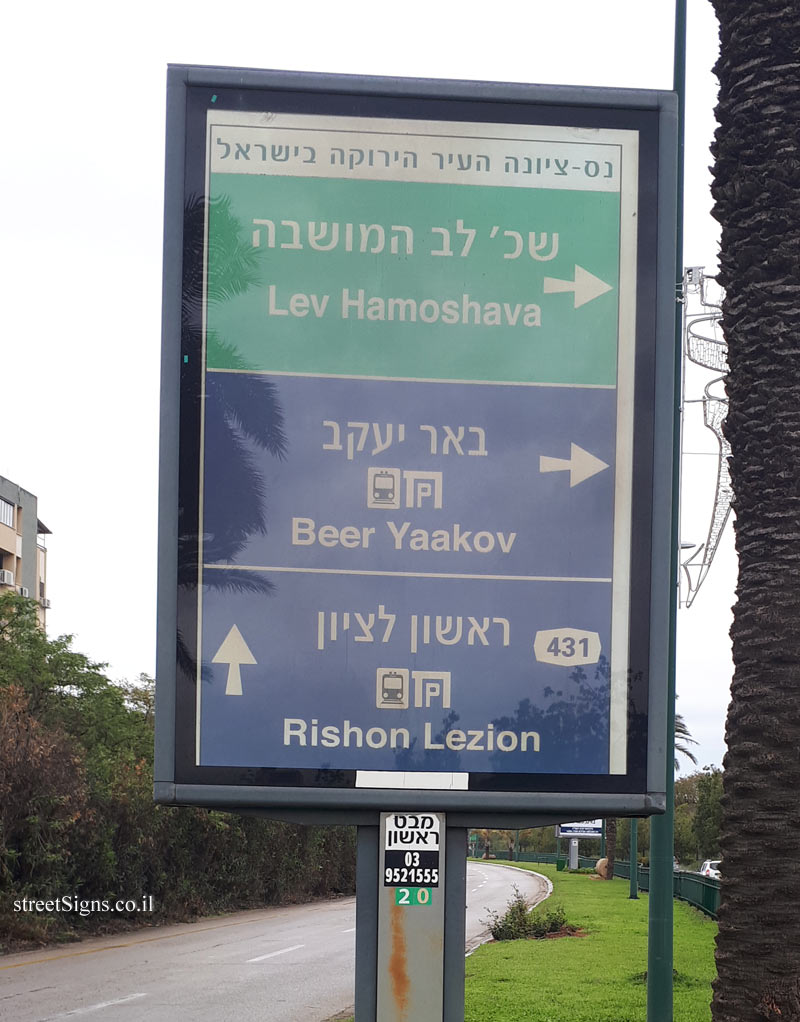 נס-ציונה העיר הירוקה בישראל
שכ׳ לב המושבה
Lev Hamoshava
באר יעקב
P
Beer Yaakov
ראשון לציון
431
P
Rishon Lezion
מבט
ראשון
03
9521555
20
streetSigns.co.il